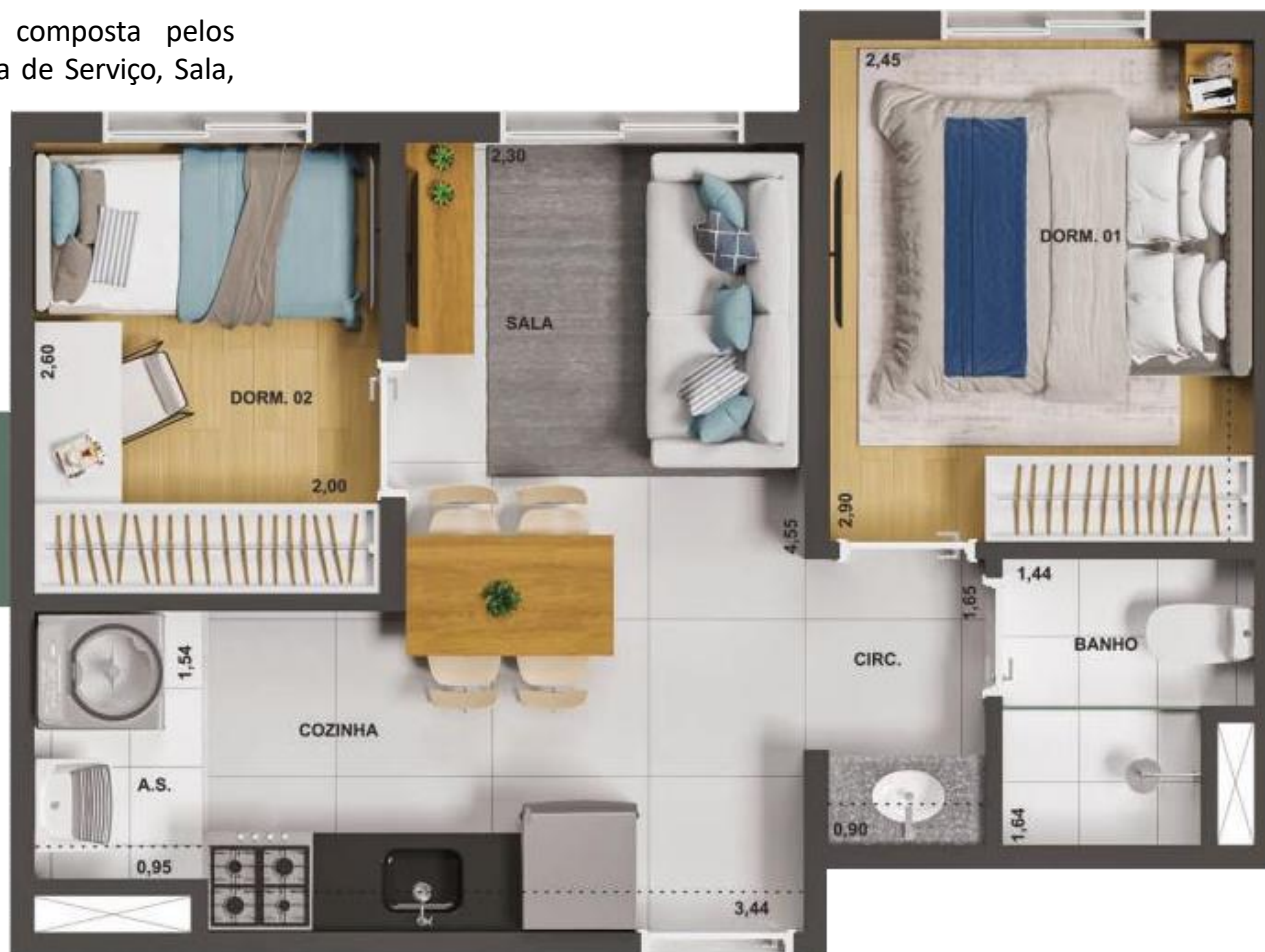 composta pelos
a de Serviço, Sala,
2,45
DORM. 01
2,30
SALA
2,60
DORM. 02
2,00
2,90
4,55
1,44
1,65
BANHO
CIRC.
1,54
COZINHA
A.S.
0,95
0,90
1,64
3,44